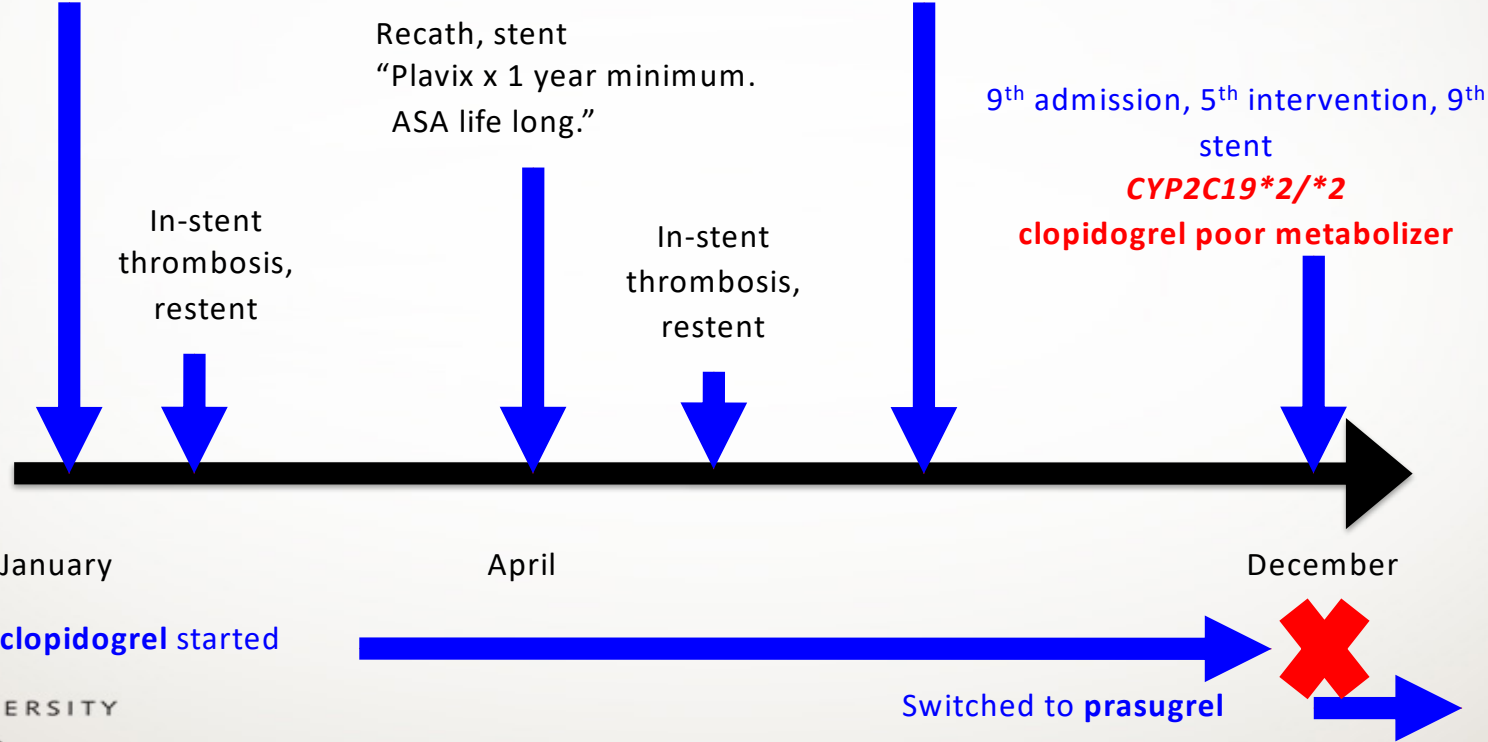 Recath, stent
“Plavix x 1 year minimum.
ASA life long.”
9th admission, 5th intervention, 9th
stent
CYP2C19*2/*2
clopidogrel poor metabolizer
In-stent
thrombosis,
restent
In-stent
thrombosis,
restent
January
April
December
clopidogrel started
Switched to prasugrel
ERSITY